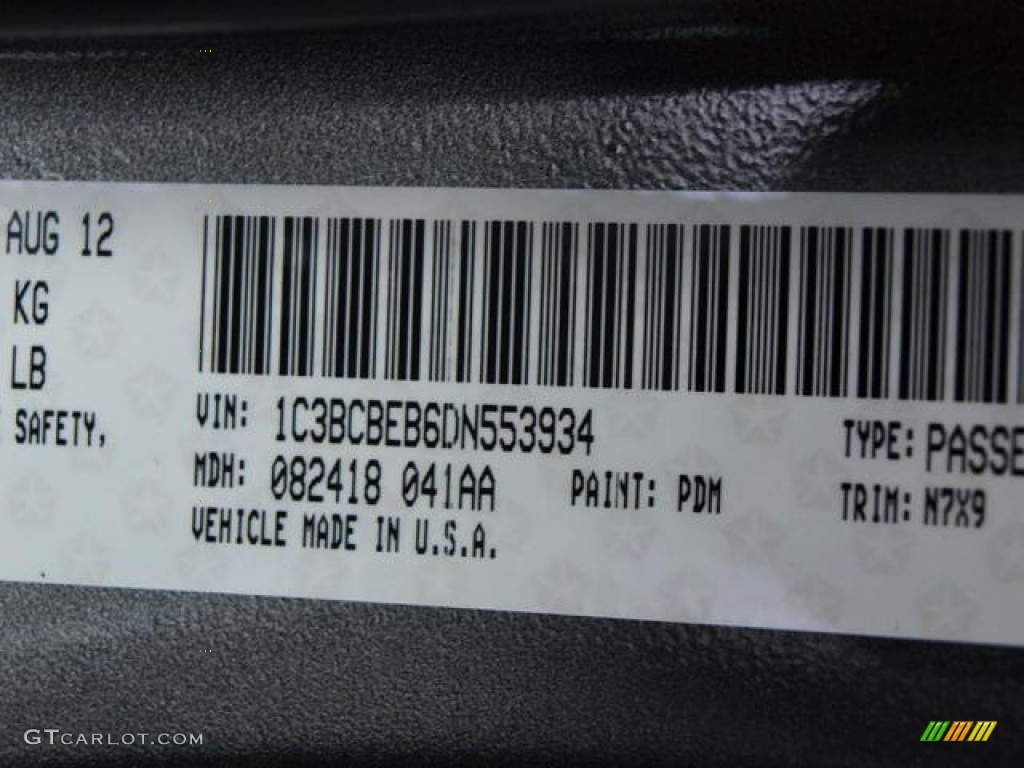 AUG 12
KG
LB
SAFETY,
VIN: 1C3BCBEB6DN553934
TYPE: PASSE
MDH: 082418 041AA PAINT: PDM
TRIM: N7X9
VEHICLE MADE IN U.S.A.
GTCARLOT.COM